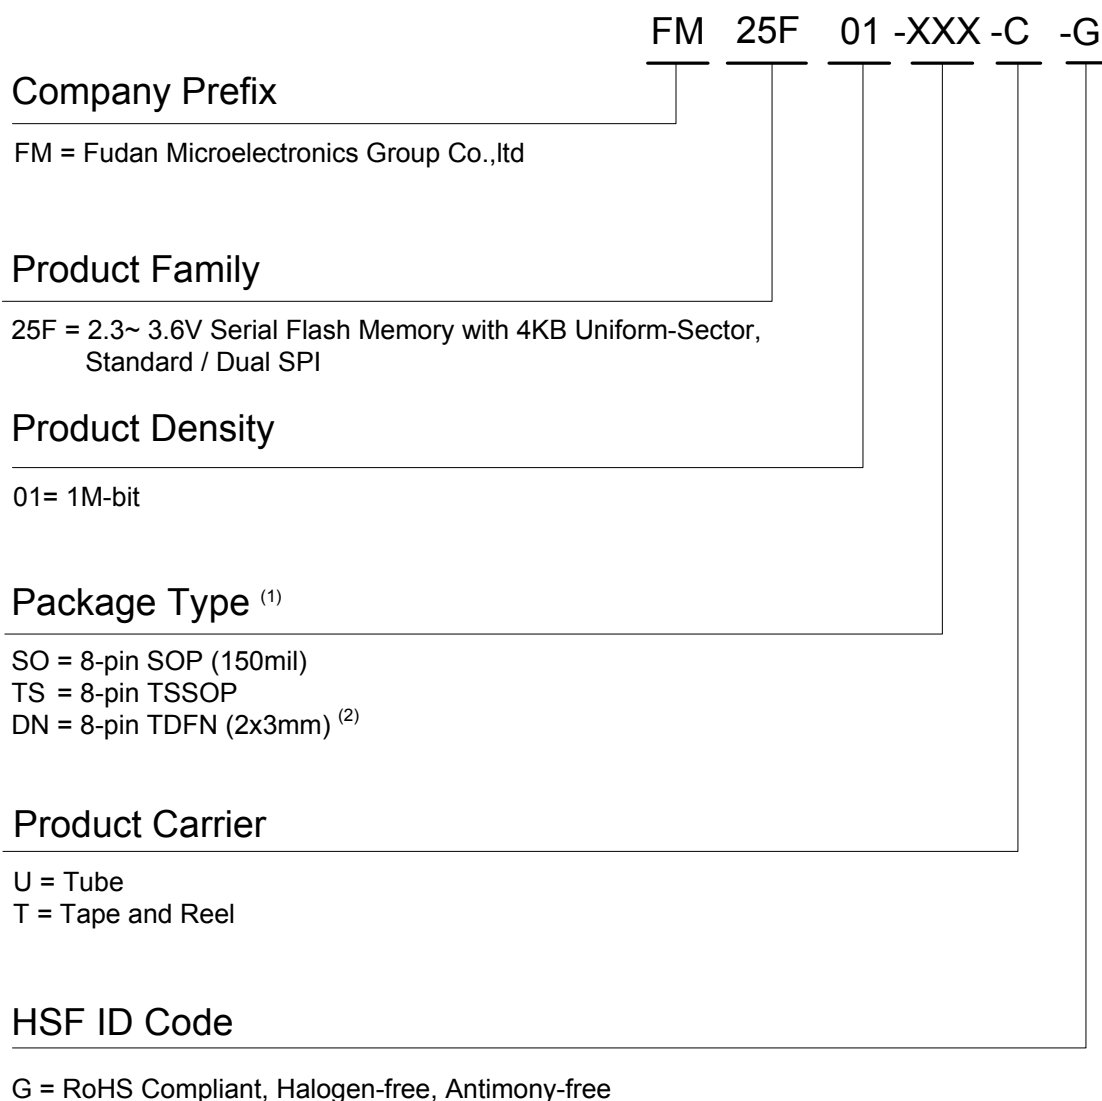 FM 25F 01 -XXX -C -G
Company Prefix
FM = Fudan Microelectronics Group Co.,ltd
Product Family
25F = 2.3~ 3.6V Serial Flash Memory with 4KB Uniform-Sector,
Standard / Dual SPI
Product Density
01= 1M-bit
Package Type (1)
SO = 8-pin SOP (150mil)
TS = 8-pin TSSOP
DN = 8-pin TDFN (2x3mm) (2)
Product Carrier
U = Tube
T = Tape and Reel
HSF ID Code
G = RoHS Compliant, Halogen-free, Antimony-free